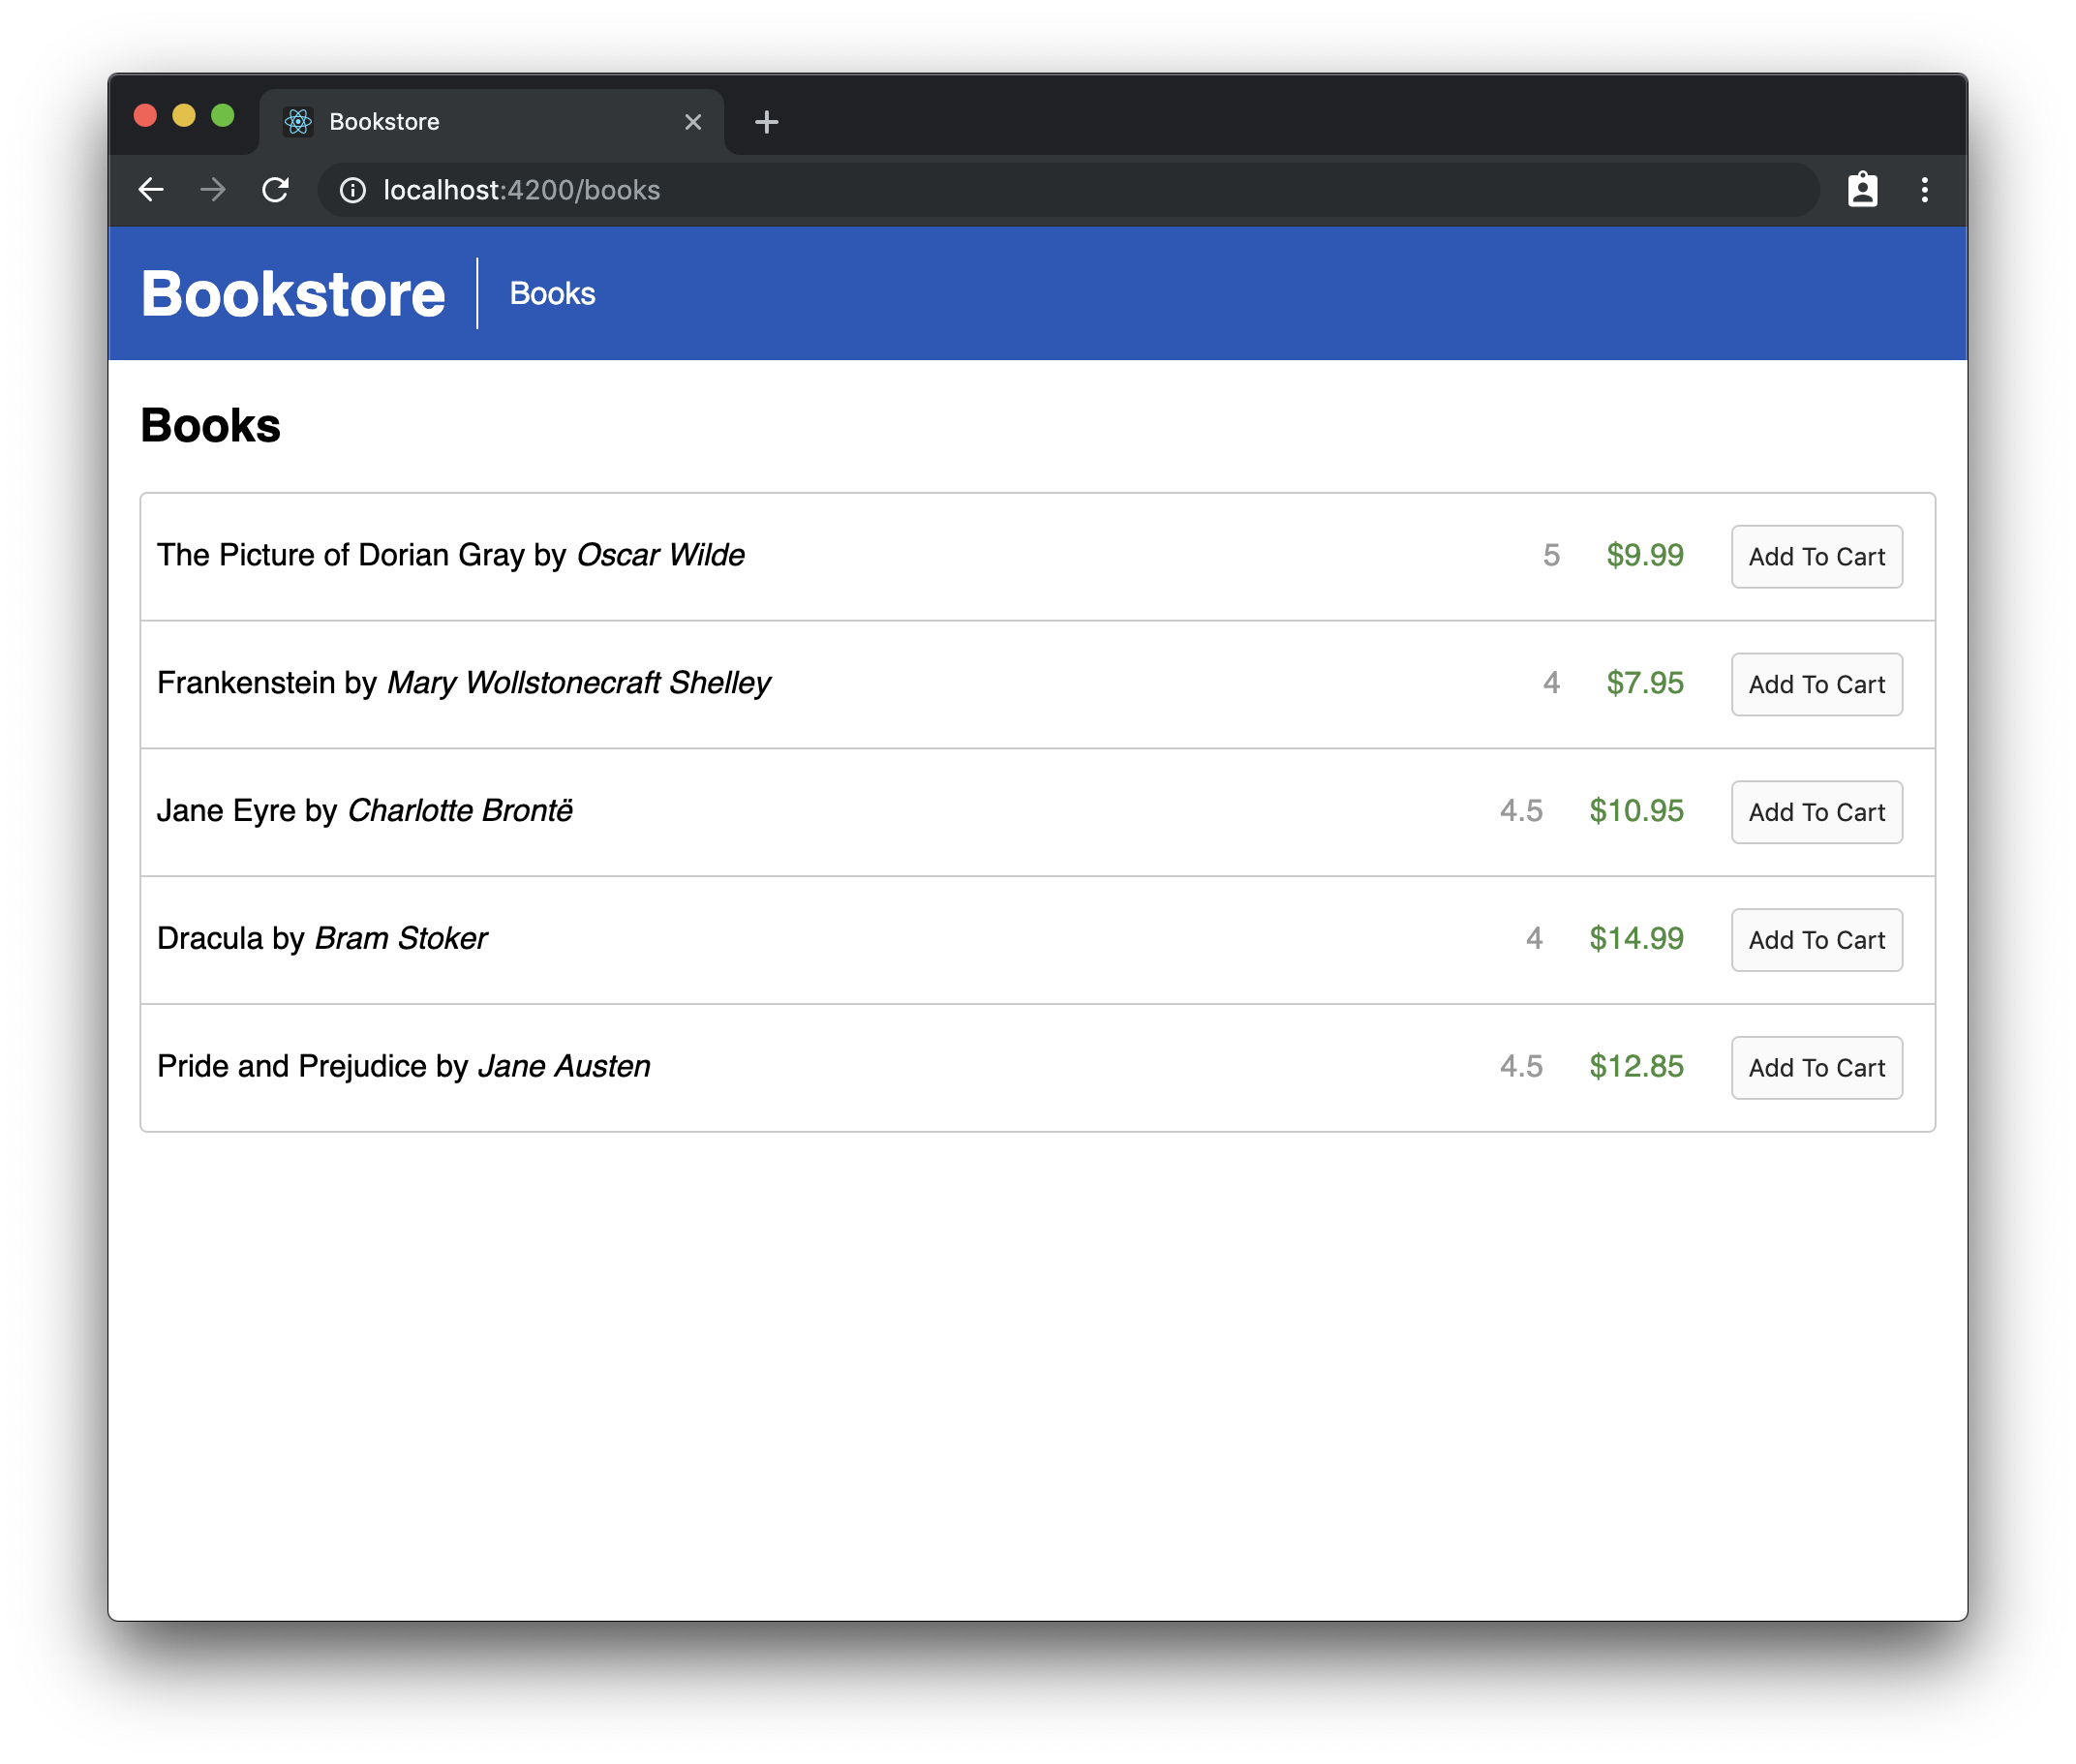 Bookstore
localhost:4200/books
Bookstore Books
Books
The Picture of Dorian Gray by Oscar Wilde 5 $9.99 Add To Cart
Frankenstein by Mary Wollstonecraft Shelley 4 $7.95 Add To Cart
Jane Eyre by Charlotte Brontë 4.5 $10.95 Add To Cart
Dracula by Bram Stoker 4 $14.99 Add To Cart
Pride and Prejudice by Jane Austen 4.5 $12.85 Add To Cart